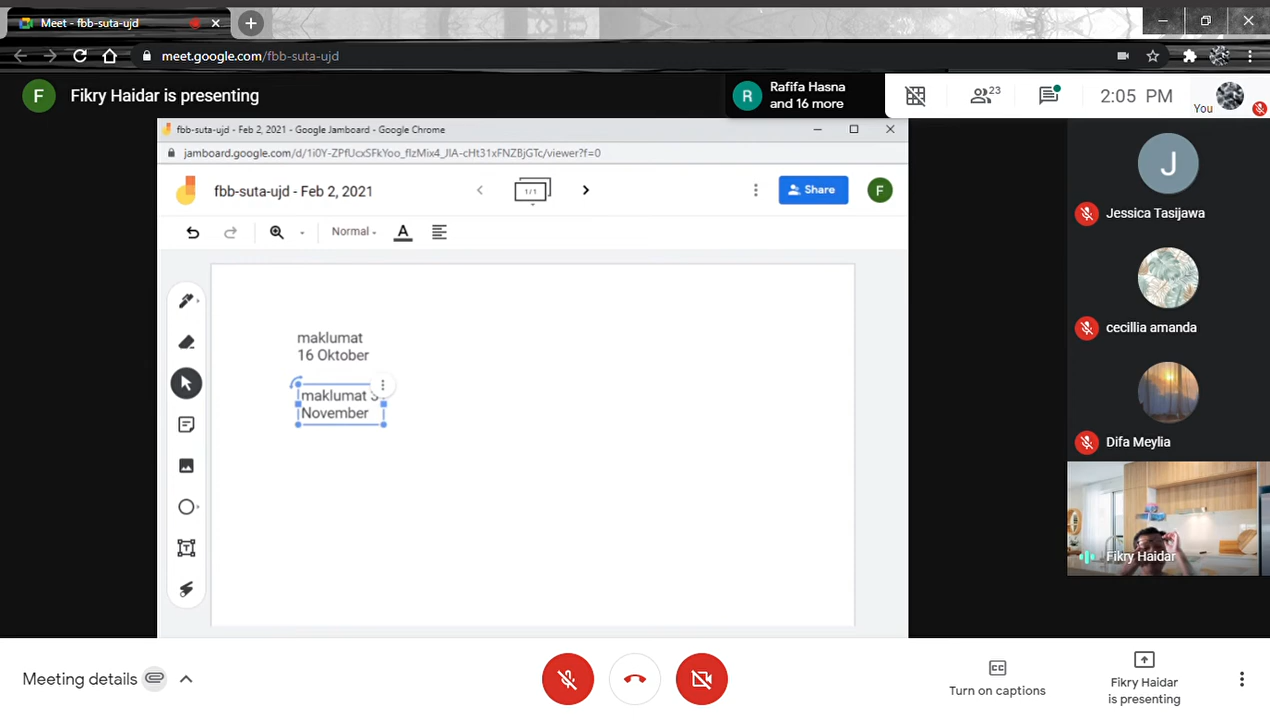 Meet - fbb-suta-ujd
meet.google.com/fbb-suta-ujd
F
Fikry Haidar is presenting
R
Rafifa Hasna
and 16 more
23
2:05 PM
You
fbb-suta-ujd - Feb 2, 2021 - Google Jamboard - Google Chrome
jamboard.google.com/d/1i0Y-ZPfUcxSFkYoo_flzMix4_JIA-cHt31xFNZBjGTc/viewer?f=0
fbb-suta-ujd - Feb 2, 2021
1/1
Share
F
Normal
A
maklumat
16 Oktober
maklumat 3
November
T
J
Jessica Tasijawa
cecillia amanda
Difa Meylia
Fikry Haidar
Meeting details
CC
Turn on captions
Fikry Haidar
is presenting